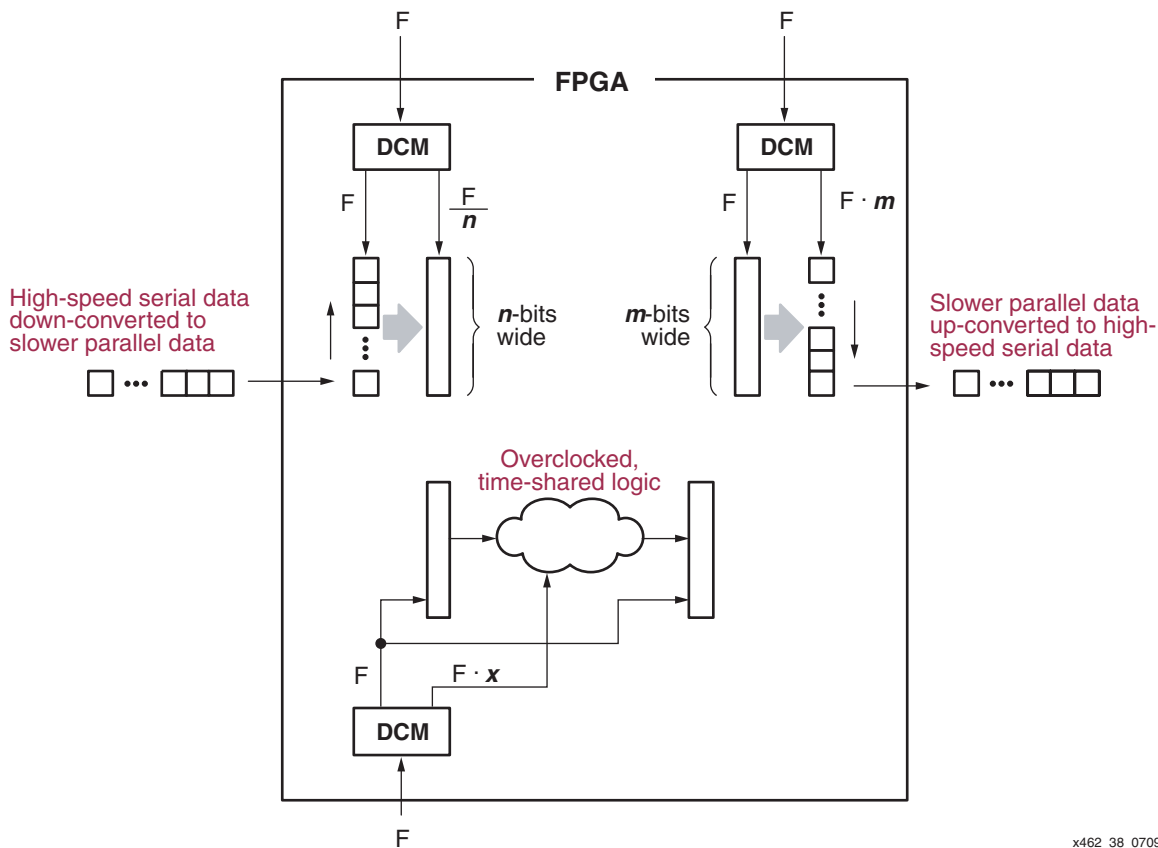 F
F
FPGA
DCM
DCM
F
F
n
F
F · m
High-speed serial data
down-converted to
slower parallel data
n-bits
wide
m-bits
wide
Slower parallel data
up-converted to high-
speed serial data
Overclocked,
time-shared logic
F
F · x
DCM
F
x462_38_0709